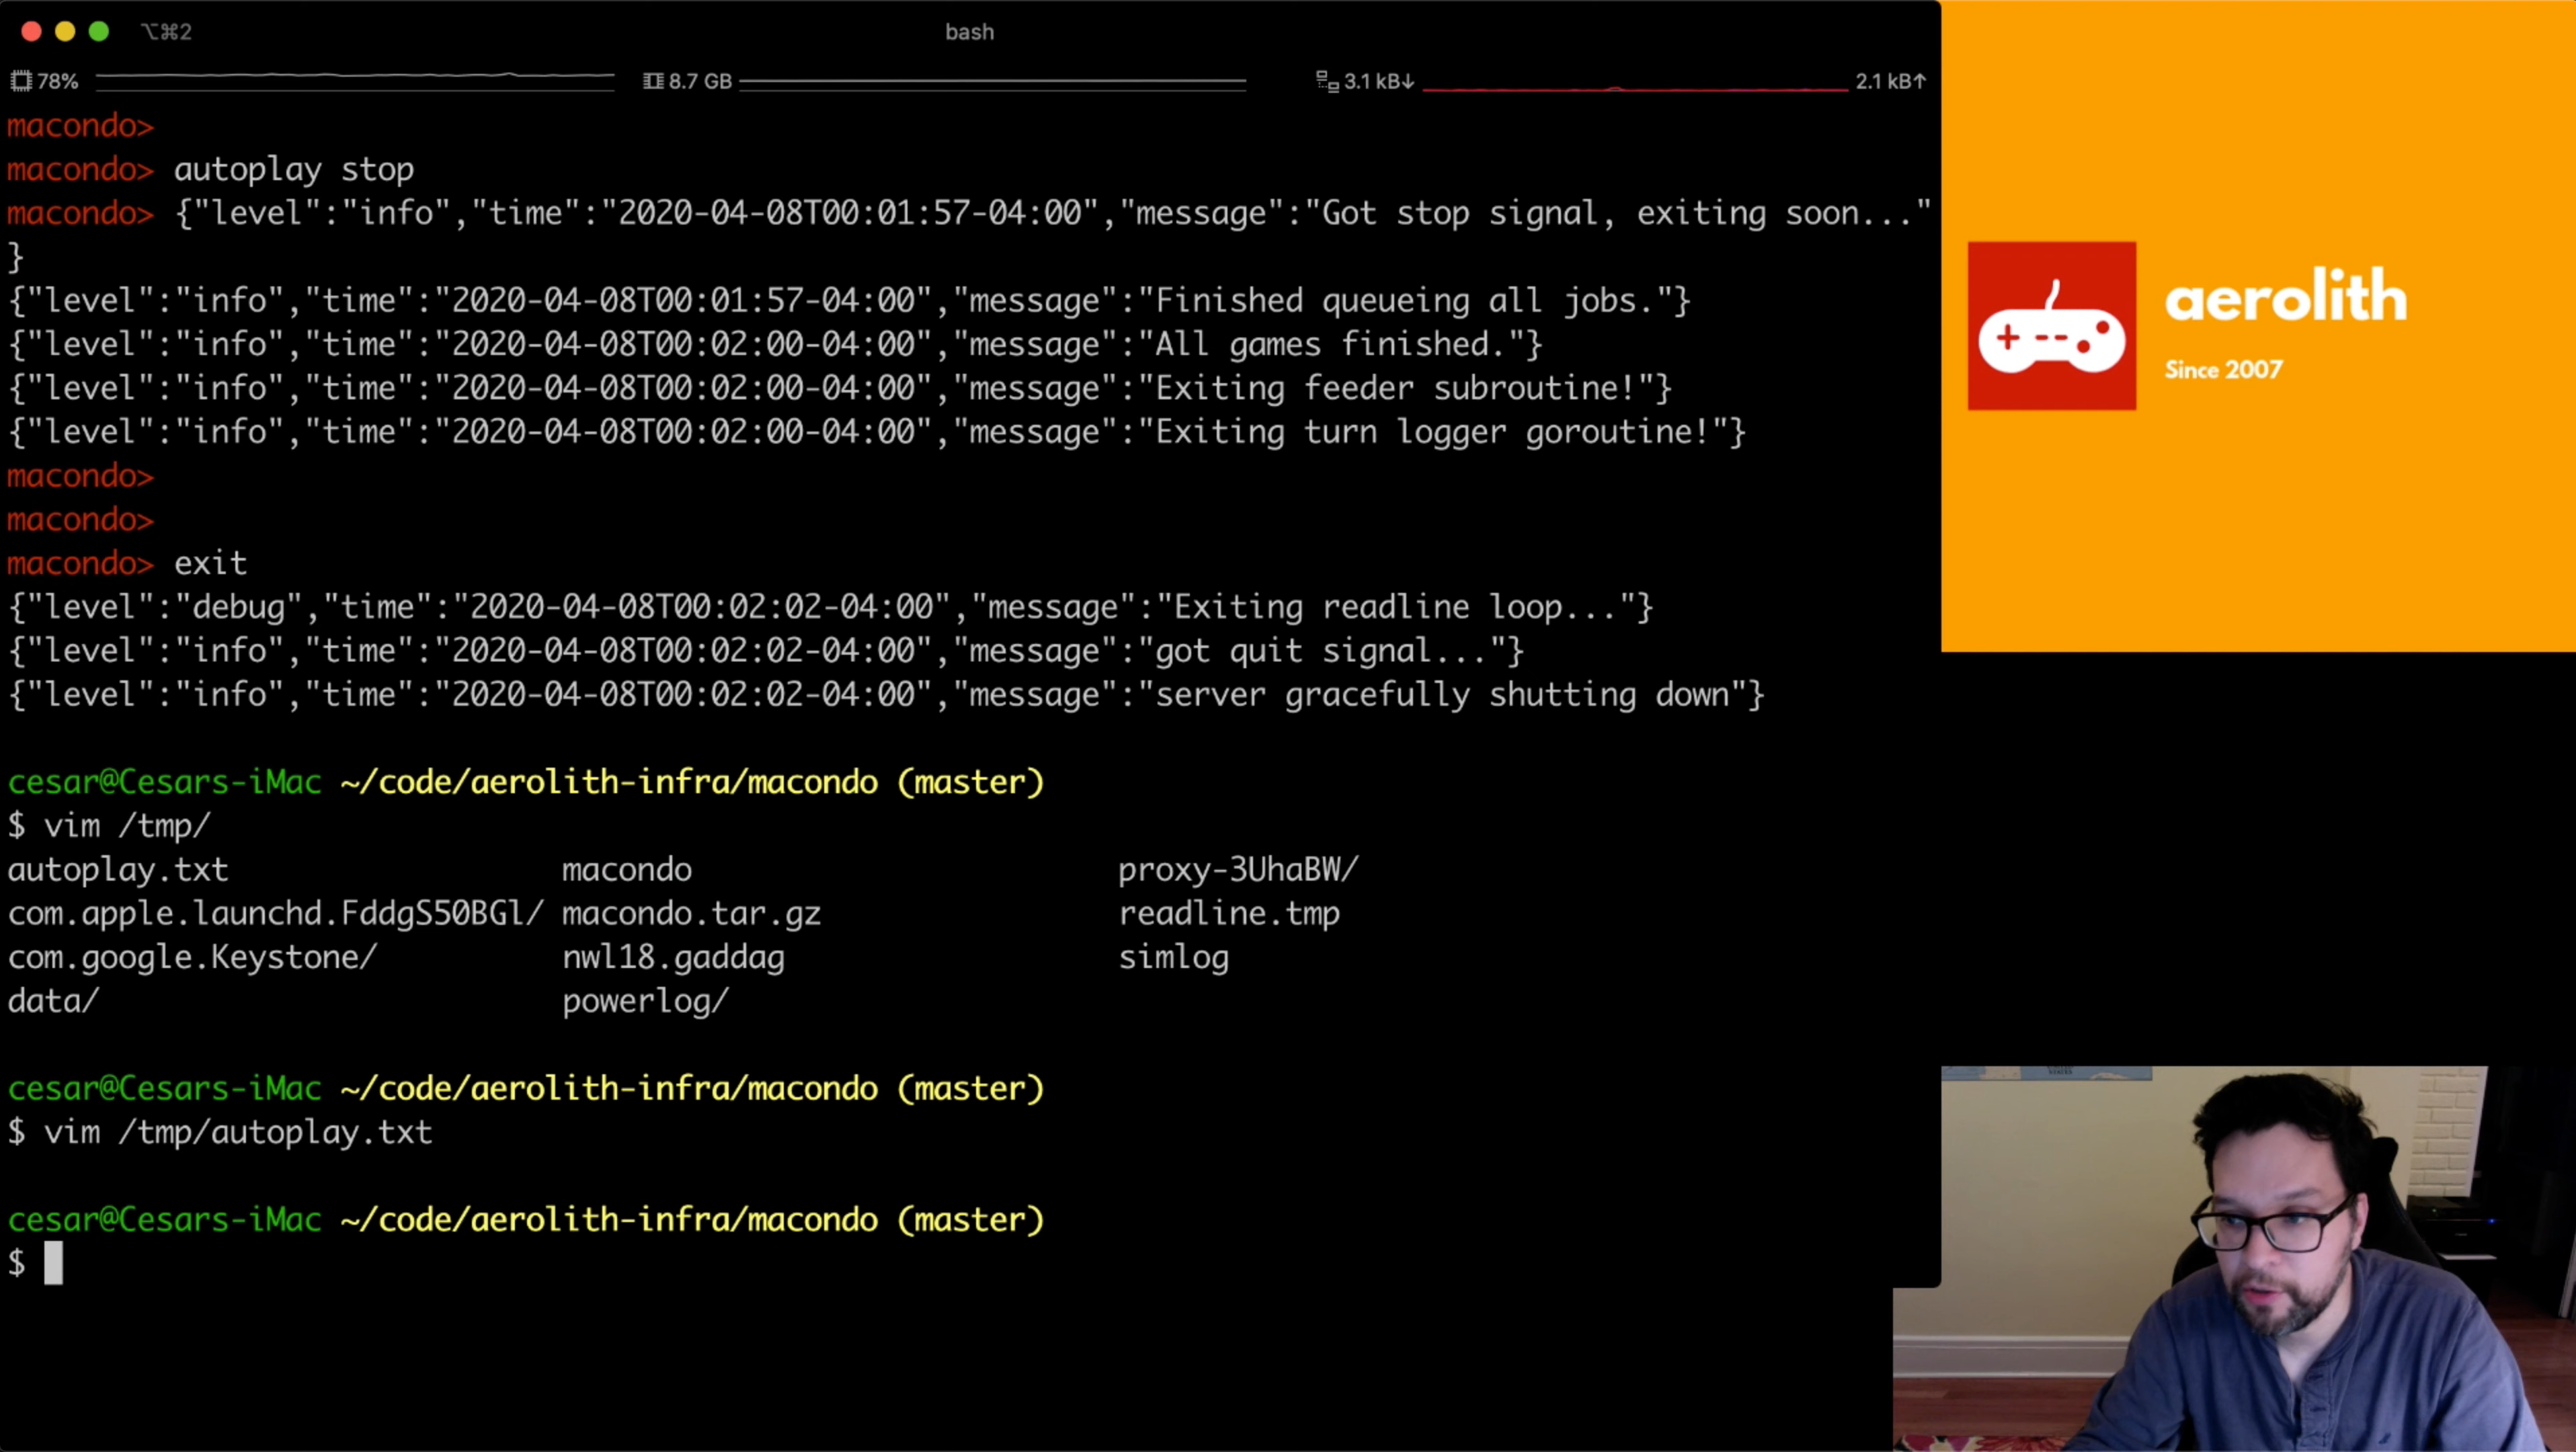 ⌥⌘2
bash
78%
8.7 GB
3.1 kB↓
2.1 kB↑
macondo>
macondo> autoplay stop
macondo> {"level":"info","time":"2020-04-08T00:01:57-04:00","message":"Got stop signal, exiting soon..."
}
{"level":"info","time":"2020-04-08T00:01:57-04:00","message":"Finished queueing all jobs."}
{"level":"info","time":"2020-04-08T00:02:00-04:00","message":"All games finished."}
{"level":"info","time":"2020-04-08T00:02:00-04:00","message":"Exiting feeder subroutine!"}
{"level":"info","time":"2020-04-08T00:02:00-04:00","message":"Exiting turn logger goroutine!"}
macondo>
macondo>
macondo> exit
{"level":"debug","time":"2020-04-08T00:02:02-04:00","message":"Exiting readline loop..."}
{"level":"info","time":"2020-04-08T00:02:02-04:00","message":"got quit signal..."}
{"level":"info","time":"2020-04-08T00:02:02-04:00","message":"server gracefully shutting down"}
cesar@Cesars-iMac ~/code/aerolith-infra/macondo (master)
$ vim /tmp/
autoplay.txt macondo proxy-3UhaBW/
com.apple.launchd.FddgS50BGl/ macondo.tar.gz readline.tmp
com.google.Keystone/ nwl18.gaddag simlog
data/ powerlog/
cesar@Cesars-iMac ~/code/aerolith-infra/macondo (master)
$ vim /tmp/autoplay.txt
cesar@Cesars-iMac ~/code/aerolith-infra/macondo (master)
$
aerolith
Since 2007